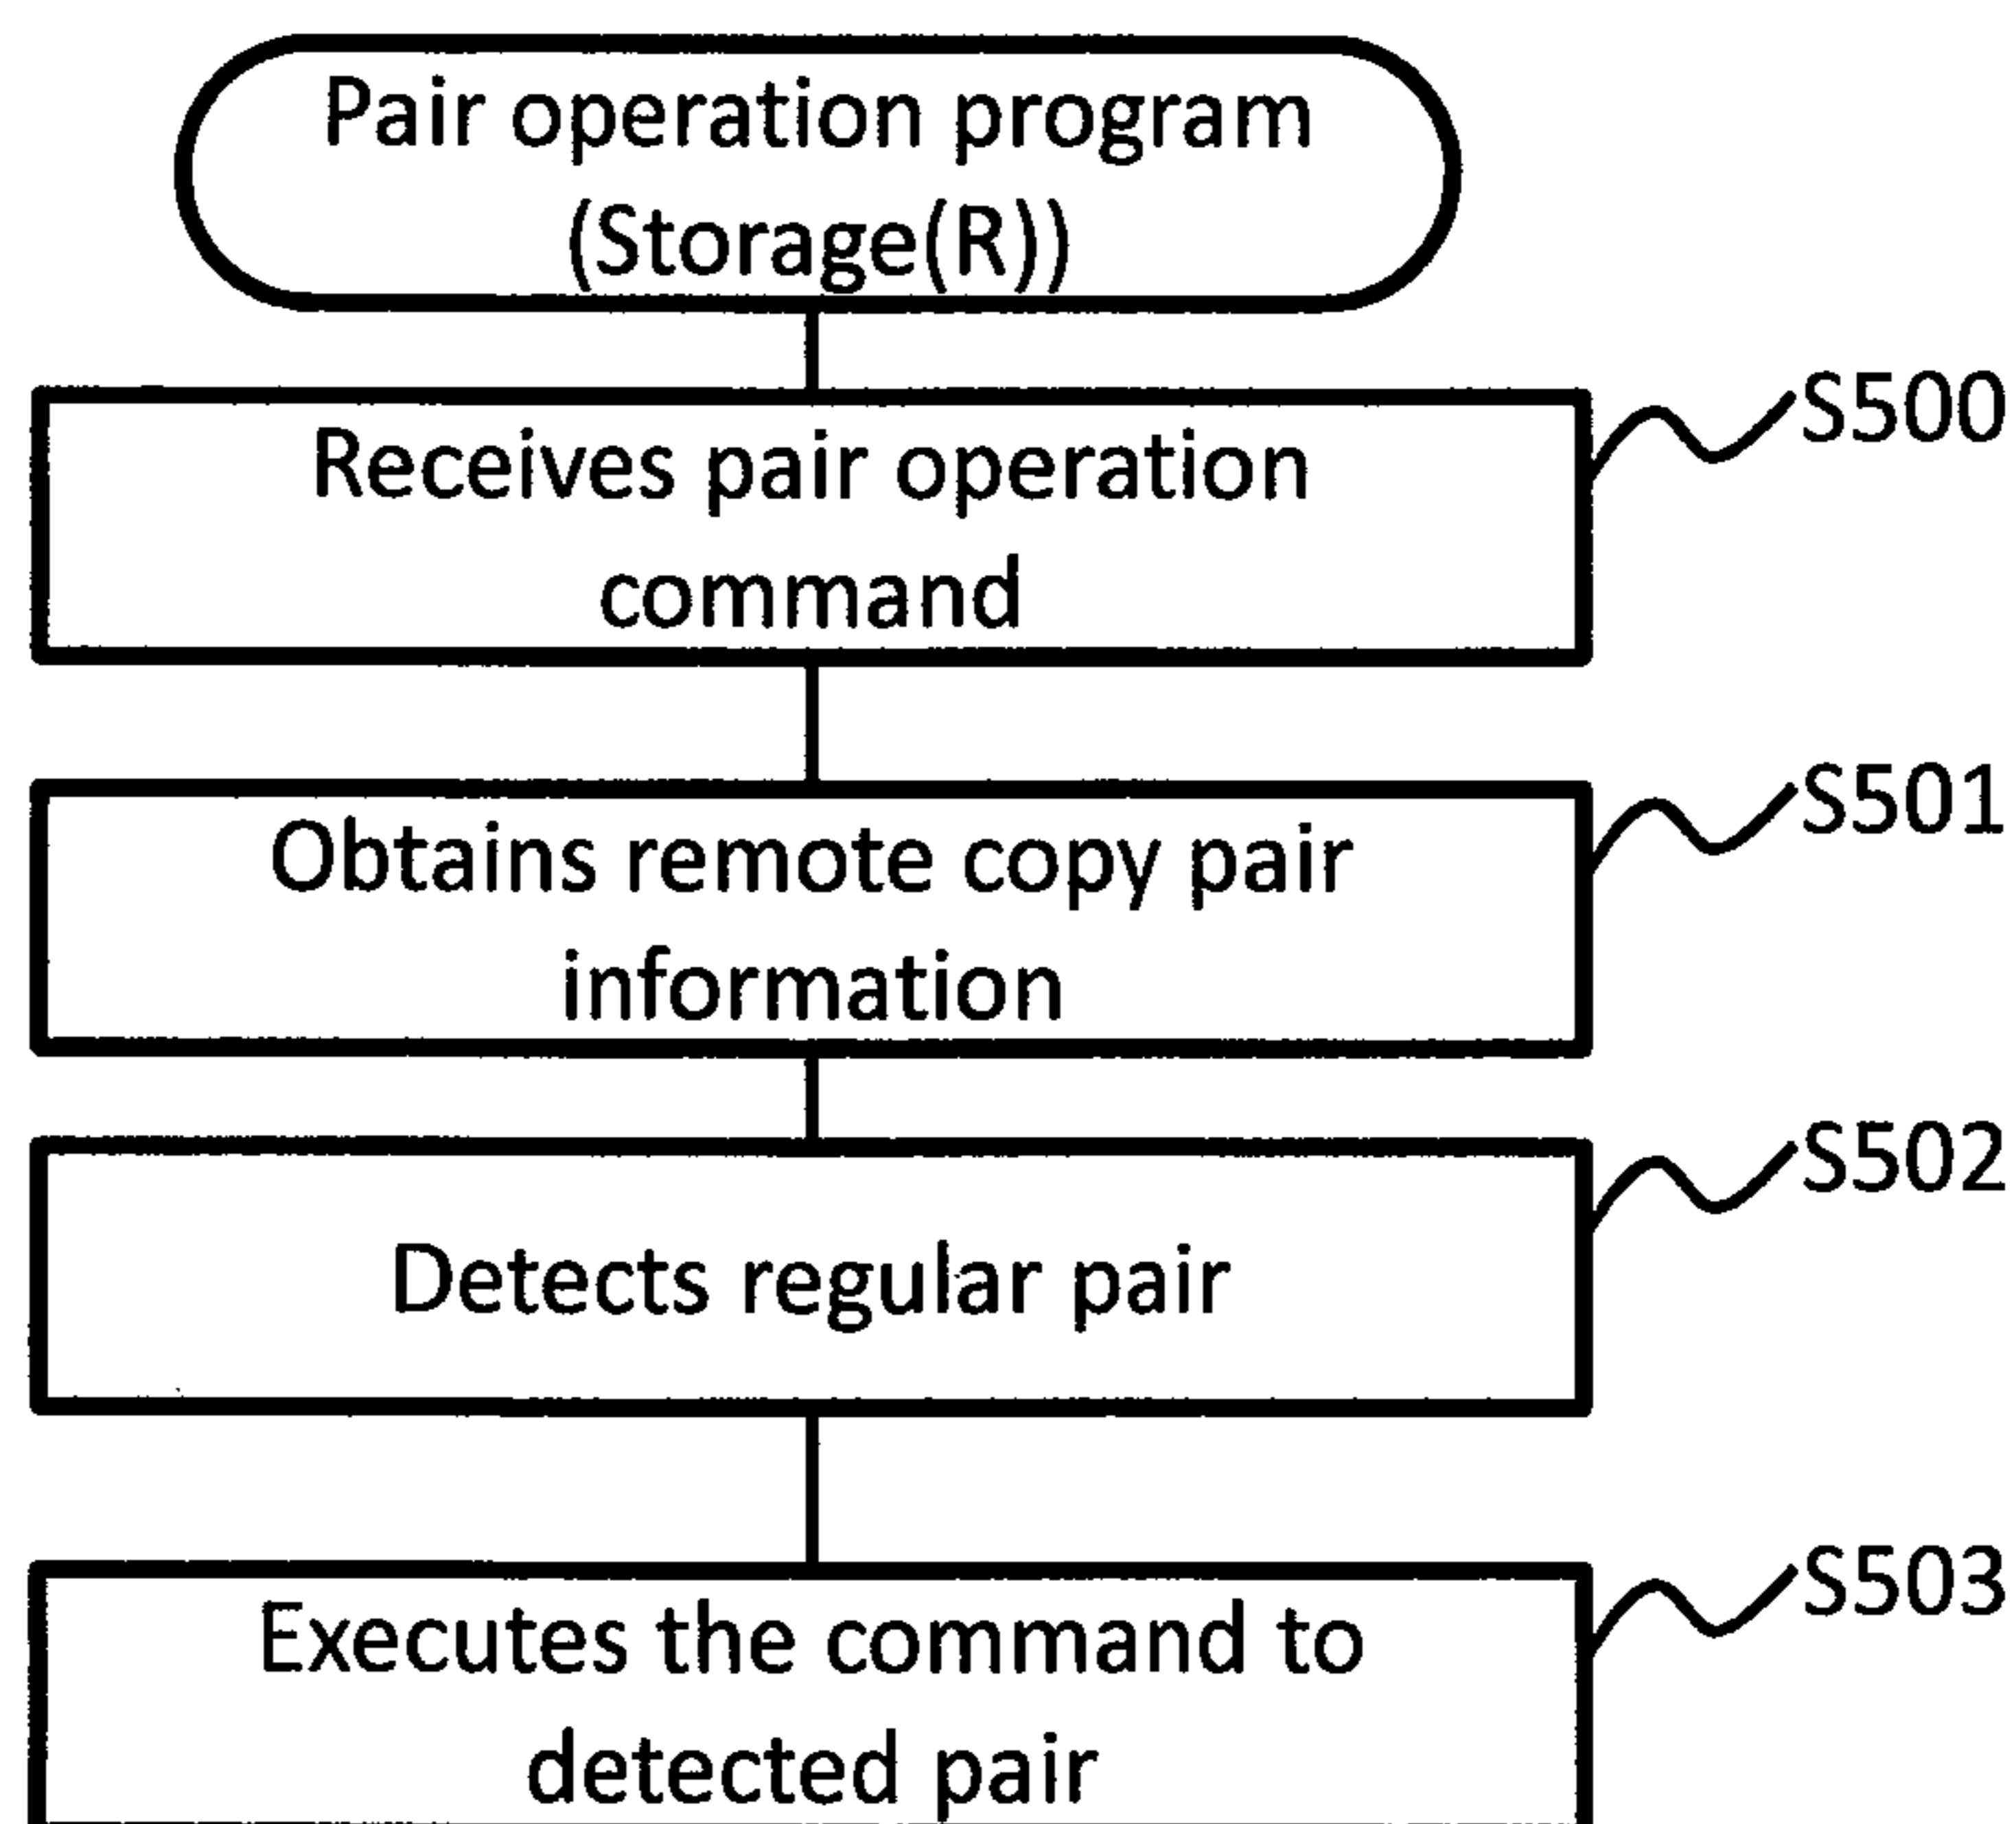 Pair operation program
(Storage(R))
S500
Receives pair operation
command
S501
Obtains remote copy pair
information
S502
Detects regular pair
S503
Executes the command to
detected pair